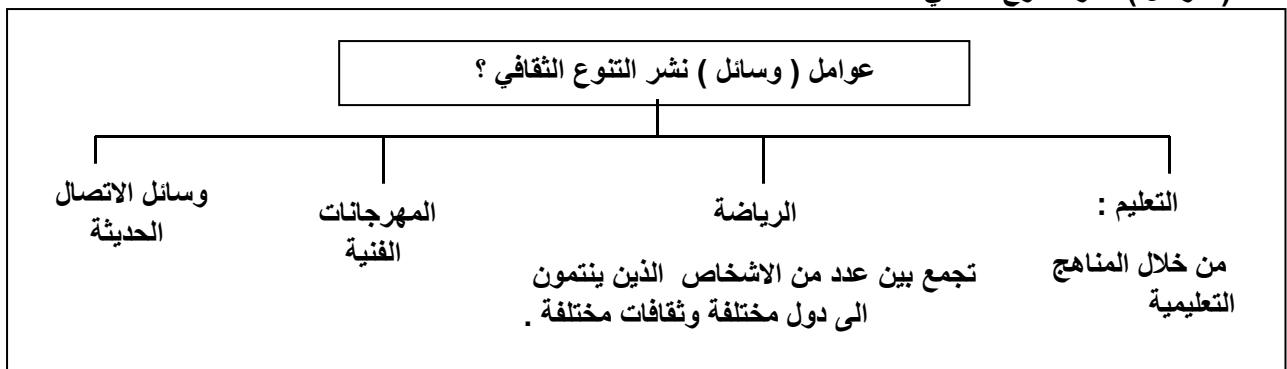 عوامل ( وسائل ) نشر التنوع الثقافي ؟
التعليم :
من خلال المناهج
التعليمية
الرياضة
تجمع بين عدد من الاشخاص الذين ينتمون
الى دول مختلفة وثقافات مختلفة .
المهرجانات
الفنية
وسائل الاتصال
الحديثة